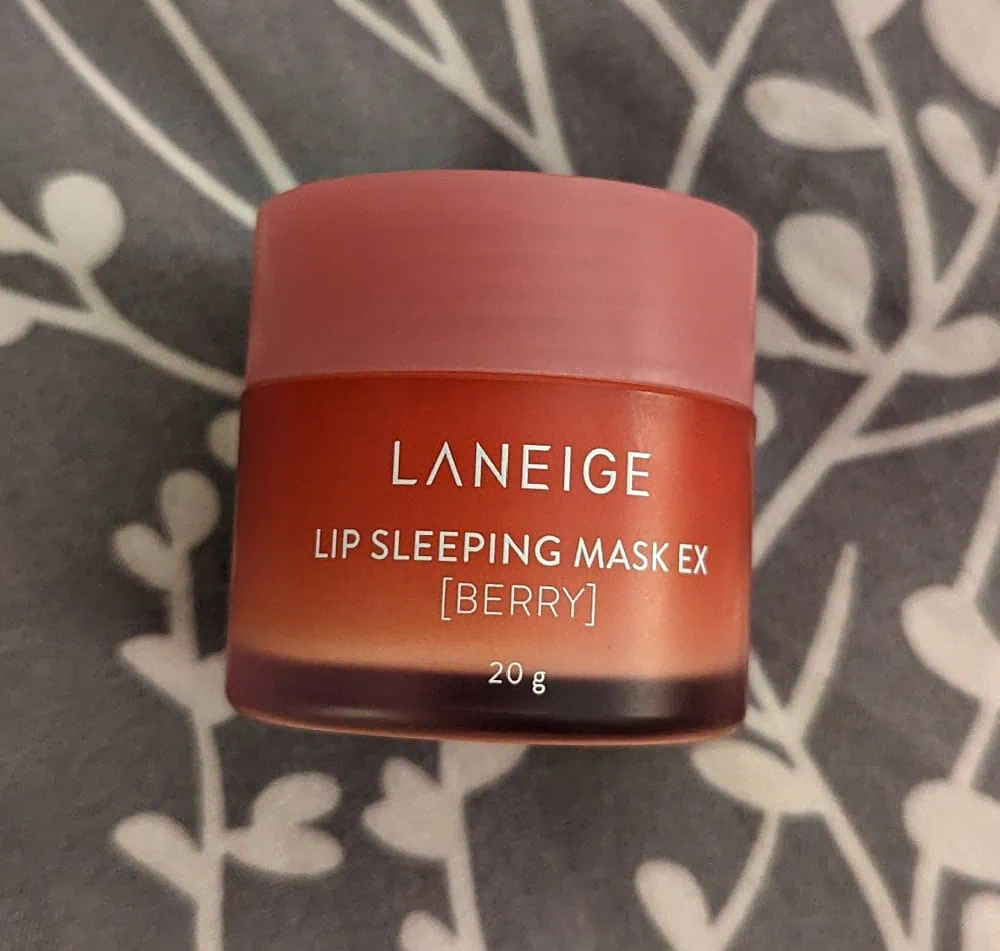 LANEIGE
LIP SLEEPING MASK EX
[BERRY]
20 g